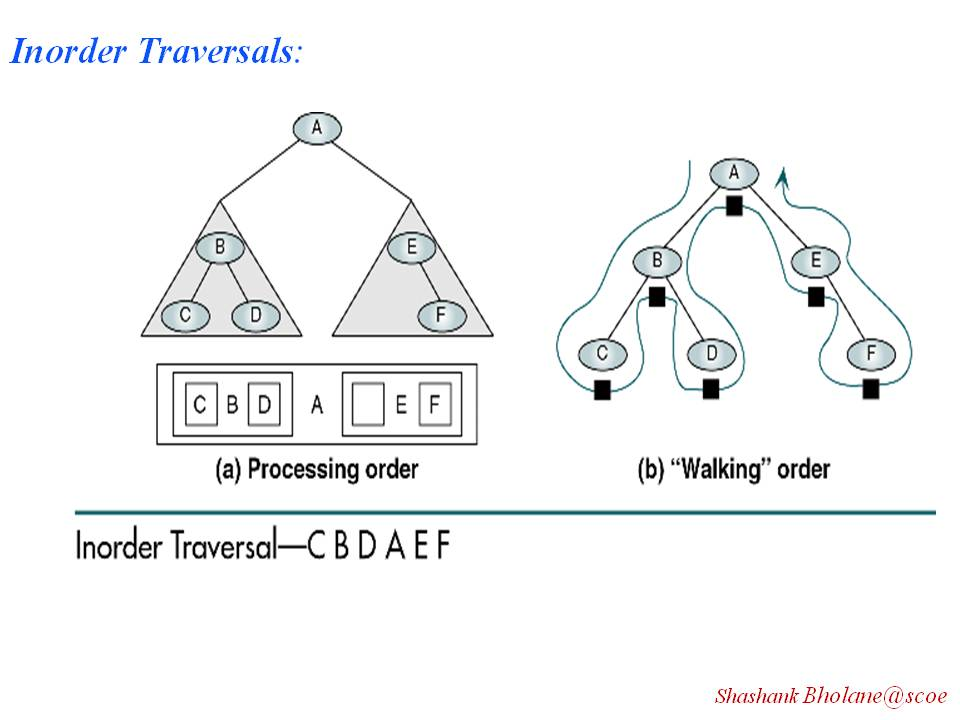 Inorder Traversals:
A
B
E
C
D
F
C B D A E F
(a) Processing order
A
B
E
C
D
F
(b) “Walking” order
Inorder Traversal—C B D A E F
Shashank Bholane@scoe